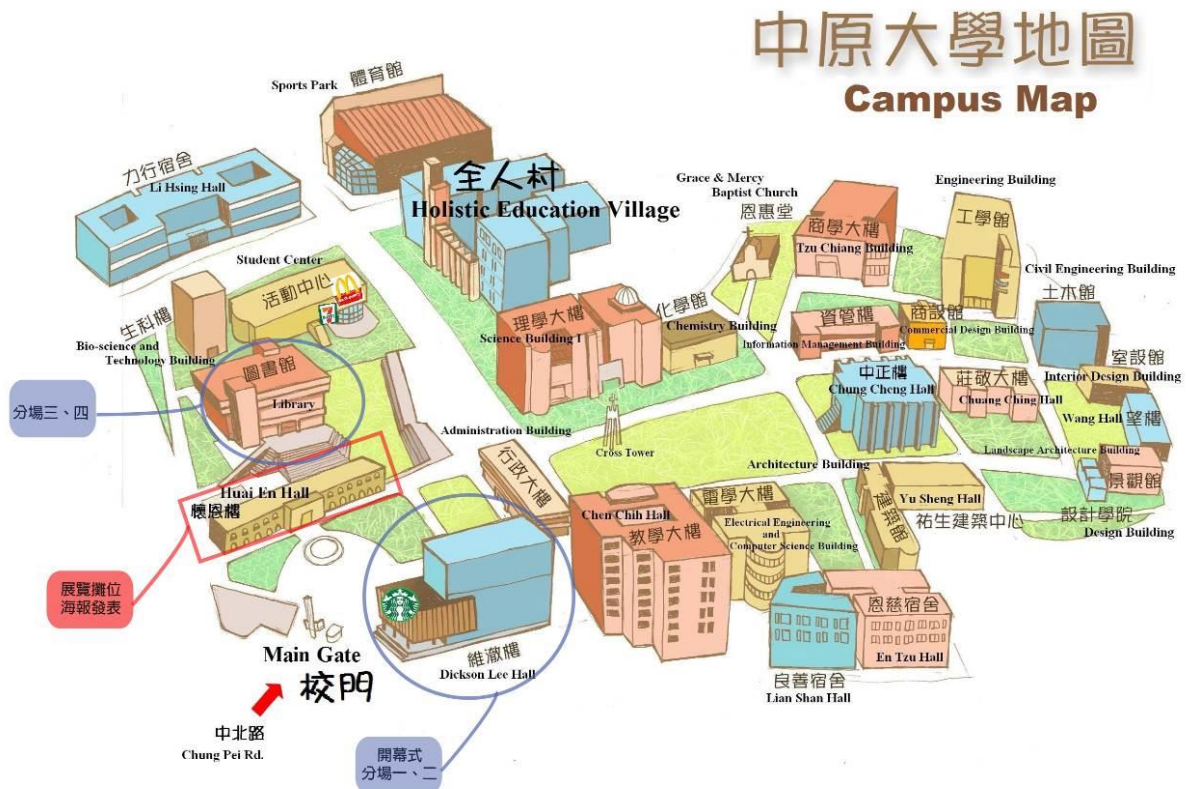 中原大學地圖
Campus Map
體育館
Sports Park
力行宿舍
Li Hsing Hall
全人村
Holistic Education Village
Grace & Mercy
Baptist Church
恩惠堂
商學大樓
Tzu Chiang Building
Engineering Building
工學館
Student Center
活動中心
生科樓
Bio-science and
Technology Building
理學大樓
Science Building I
化學館
Chemistry Building
資管樓
Information Management Building
商設館
Commercial Design Building
Civil Engineering Building
土木館
室設館
Interior Design Building
圖書館
Library
分場三、四
中正樓
Chung Cheng Hall
莊敬大樓
Chuang Ching Hall
Wang Hall
望樓
Administration Building
行政大樓
Cross Tower
Architecture Building
建築館
Landscape Architecture Building
景觀館
Huai En Hall
懷恩樓
Chen Chih Hall
教學大樓
電學大樓
Electrical Engineering
and
Computer Science Building
Yu Sheng Hall
祐生建築中心
設計學院
Design Building
展覽攤位
海報發表
恩慈宿舍
En Tzu Hall
良善宿舍
Lian Shan Hall
維澈樓
Dickson Lee Hall
Main Gate
校門
中北路
Chung Pei Rd.
開幕式
分場一、二